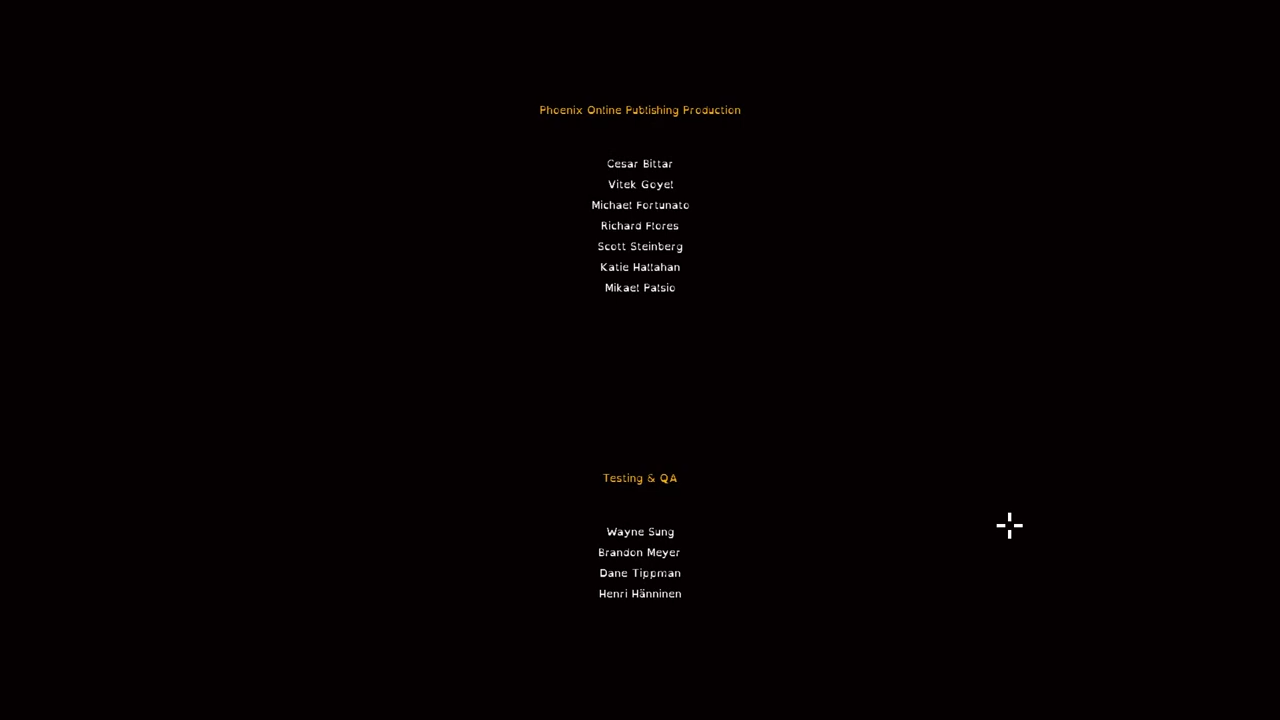 Phoenix Online Publishing Production
Cesar Bittar
Vitek Goyet
Michael Fortunato
Richard Flores
Scott Steinberg
Katie Hallahan
Mikael Palsio
Testing & QA
Wayne Sung
Brandon Meyer
Dane Tippman
Henri Hänninen